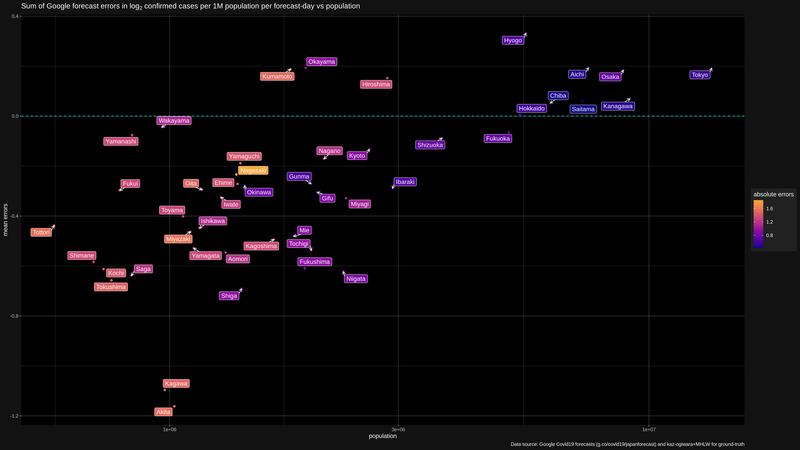 Sum of Google forecast errors in log₂ confirmed cases per 1M population per forecast-day vs population
0.4
Hyogo
Okayama
Kumamoto
Hiroshima
Aichi
Osaka
Tokyo
Chiba
Hokkaido
Saitama
Kanagawa
0.0
Wakayama
Yamanashi
Fukuoka
Shizuoka
Nagano
Kyoto
Yamaguchi
Nagasaki
Gunma
Ibaraki
Fukui
Oita
Ehime
Okinawa
Gifu
Miyagi
Iwate
Toyama
mean errors
-0.4
Ishikawa
Tottori
Miyazaki
Mie
Kagoshima
Tochigi
Shimane
Yamagata
Aomori
Fukushima
Kochi
Saga
Niigata
Tokushima
Shiga
-0.8
Kagawa
Akita
-1.2
1e+06
3e+06
1e+07
population
absolute errors
1.6
1.2
0.8
Data source: Google Covid19 forecasts (g.co/covid19/japanforecast) and kaz-ogiwara+MHLW for ground-truth